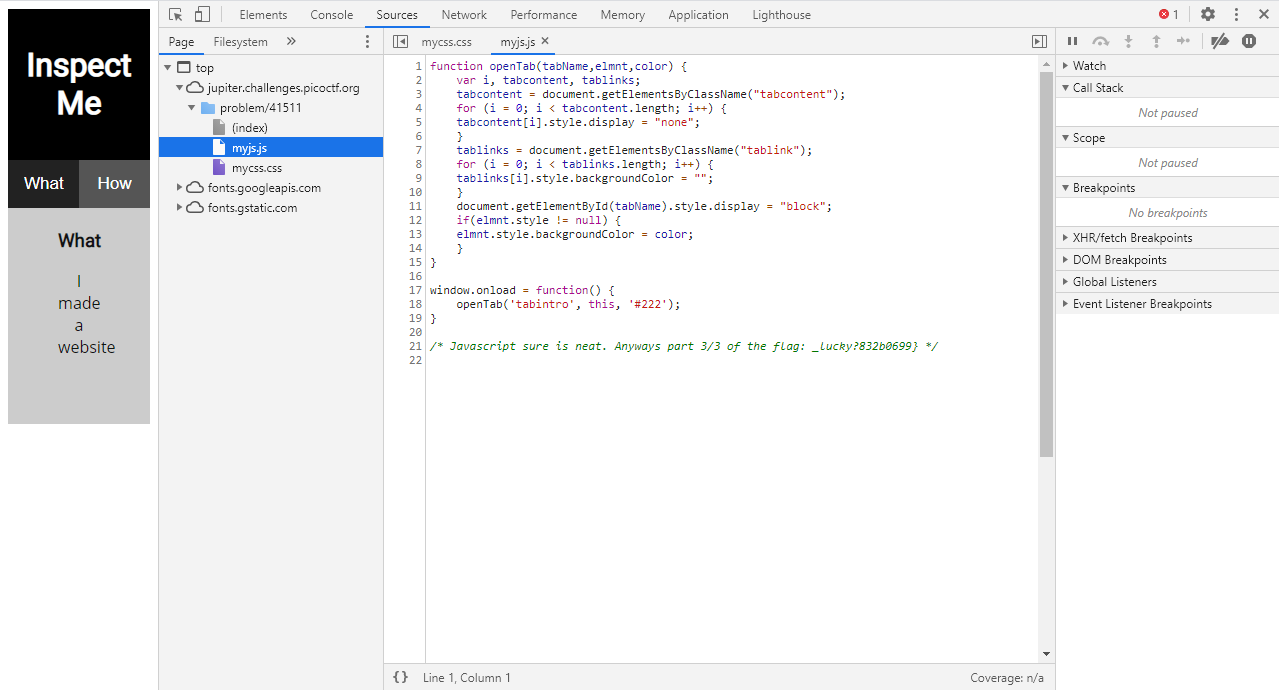 Inspect
Me
What
How
What
I
made
a
website
Elements Console Sources Network Performance Memory Application Lighthouse 1
Page Filesystem
top
jupiter.challenges.picoctf.org
problem/41511
(index)
myjs.js
mycss.css
fonts.googleapis.com
fonts.gstatic.com
mycss.css myjs.js
1 function openTab(tabName,elmnt,color) {
2 var i, tabcontent, tablinks;
3 tabcontent = document.getElementsByClassName("tabcontent");
4 for (i = 0; i < tabcontent.length; i++) {
5 tabcontent[i].style.display = "none";
6 }
7 tablinks = document.getElementsByClassName("tablink");
8 for (i = 0; i < tablinks.length; i++) {
9 tablinks[i].style.backgroundColor = "";
10 }
11 document.getElementById(tabName).style.display = "block";
12 if(elmnt.style != null) {
13 elmnt.style.backgroundColor = color;
14 }
15 }
16
17 window.onload = function() {
18 openTab('tabintro', this, '#222');
19 }
20
21 /* Javascript sure is neat. Anyways part 3/3 of the flag: _lucky?832b0699} */
22
{} Line 1, Column 1 Coverage: n/a
Watch
Call Stack
Not paused
Scope
Not paused
Breakpoints
No breakpoints
XHR/fetch Breakpoints
DOM Breakpoints
Global Listeners
Event Listener Breakpoints